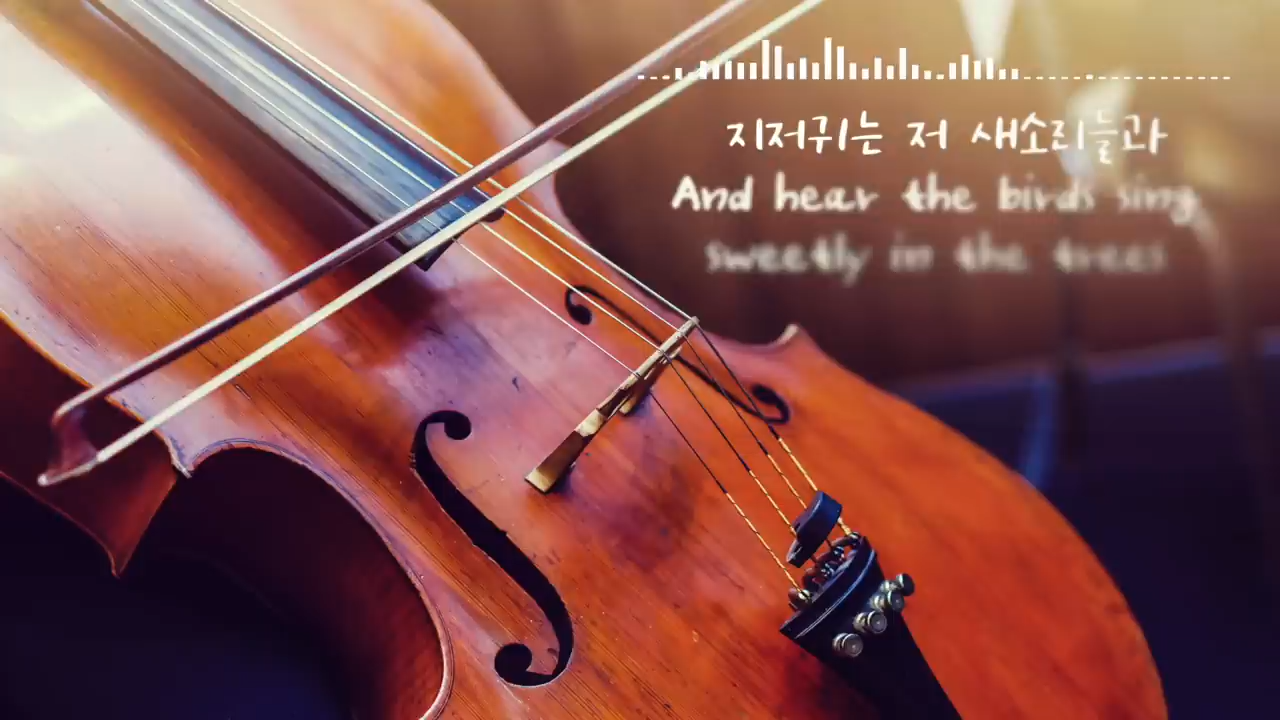 지저귀는 저 새소리들과
And hear the birds sing
sweetly in the trees